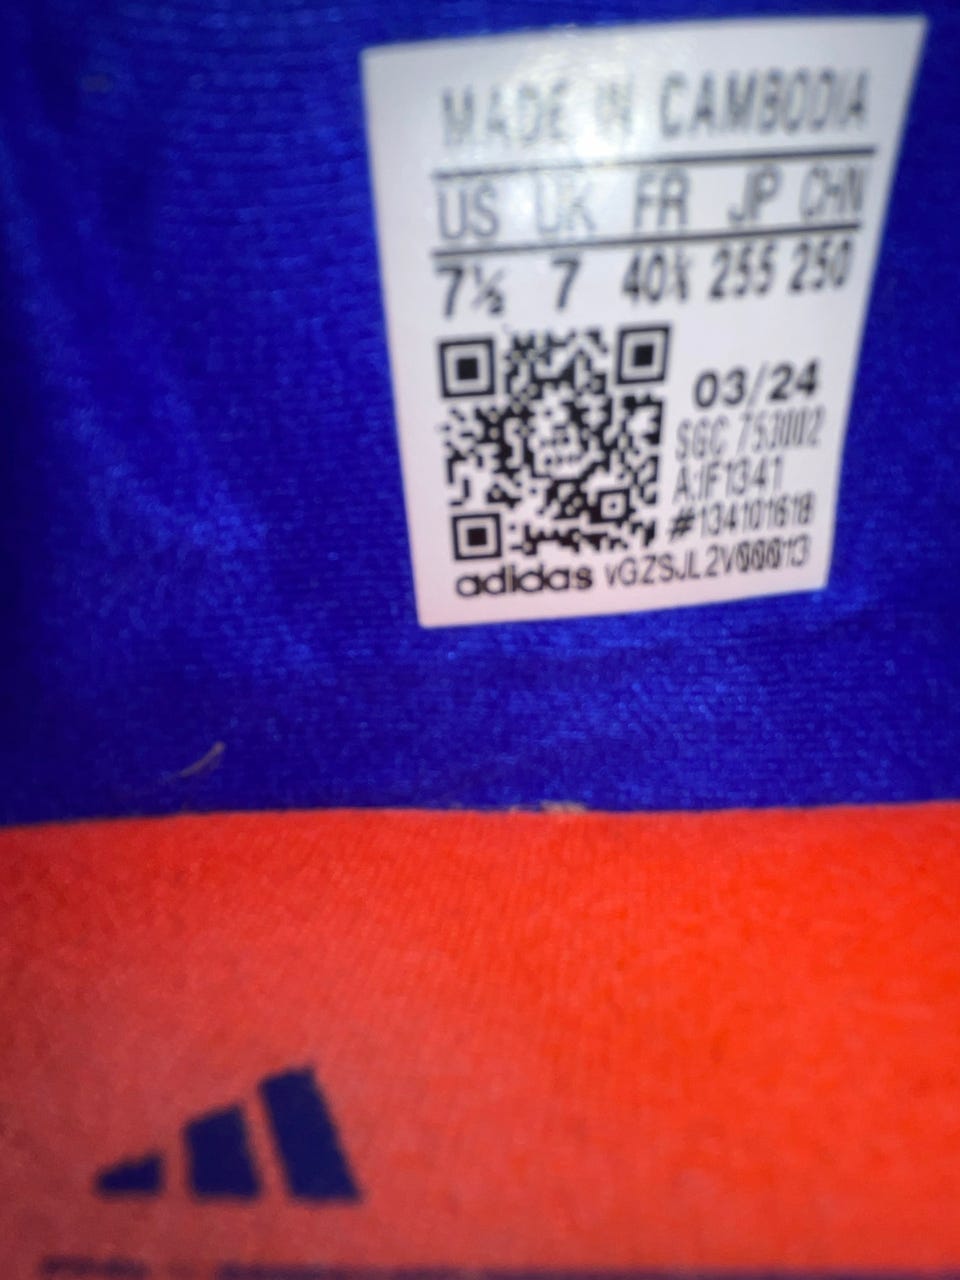 MADE IN CAMBODIA
US UK FR JP CHN
7½ 7 40⅔ 255 250
03/24
SGC 753002
A:IF1341
#134101618
adidas